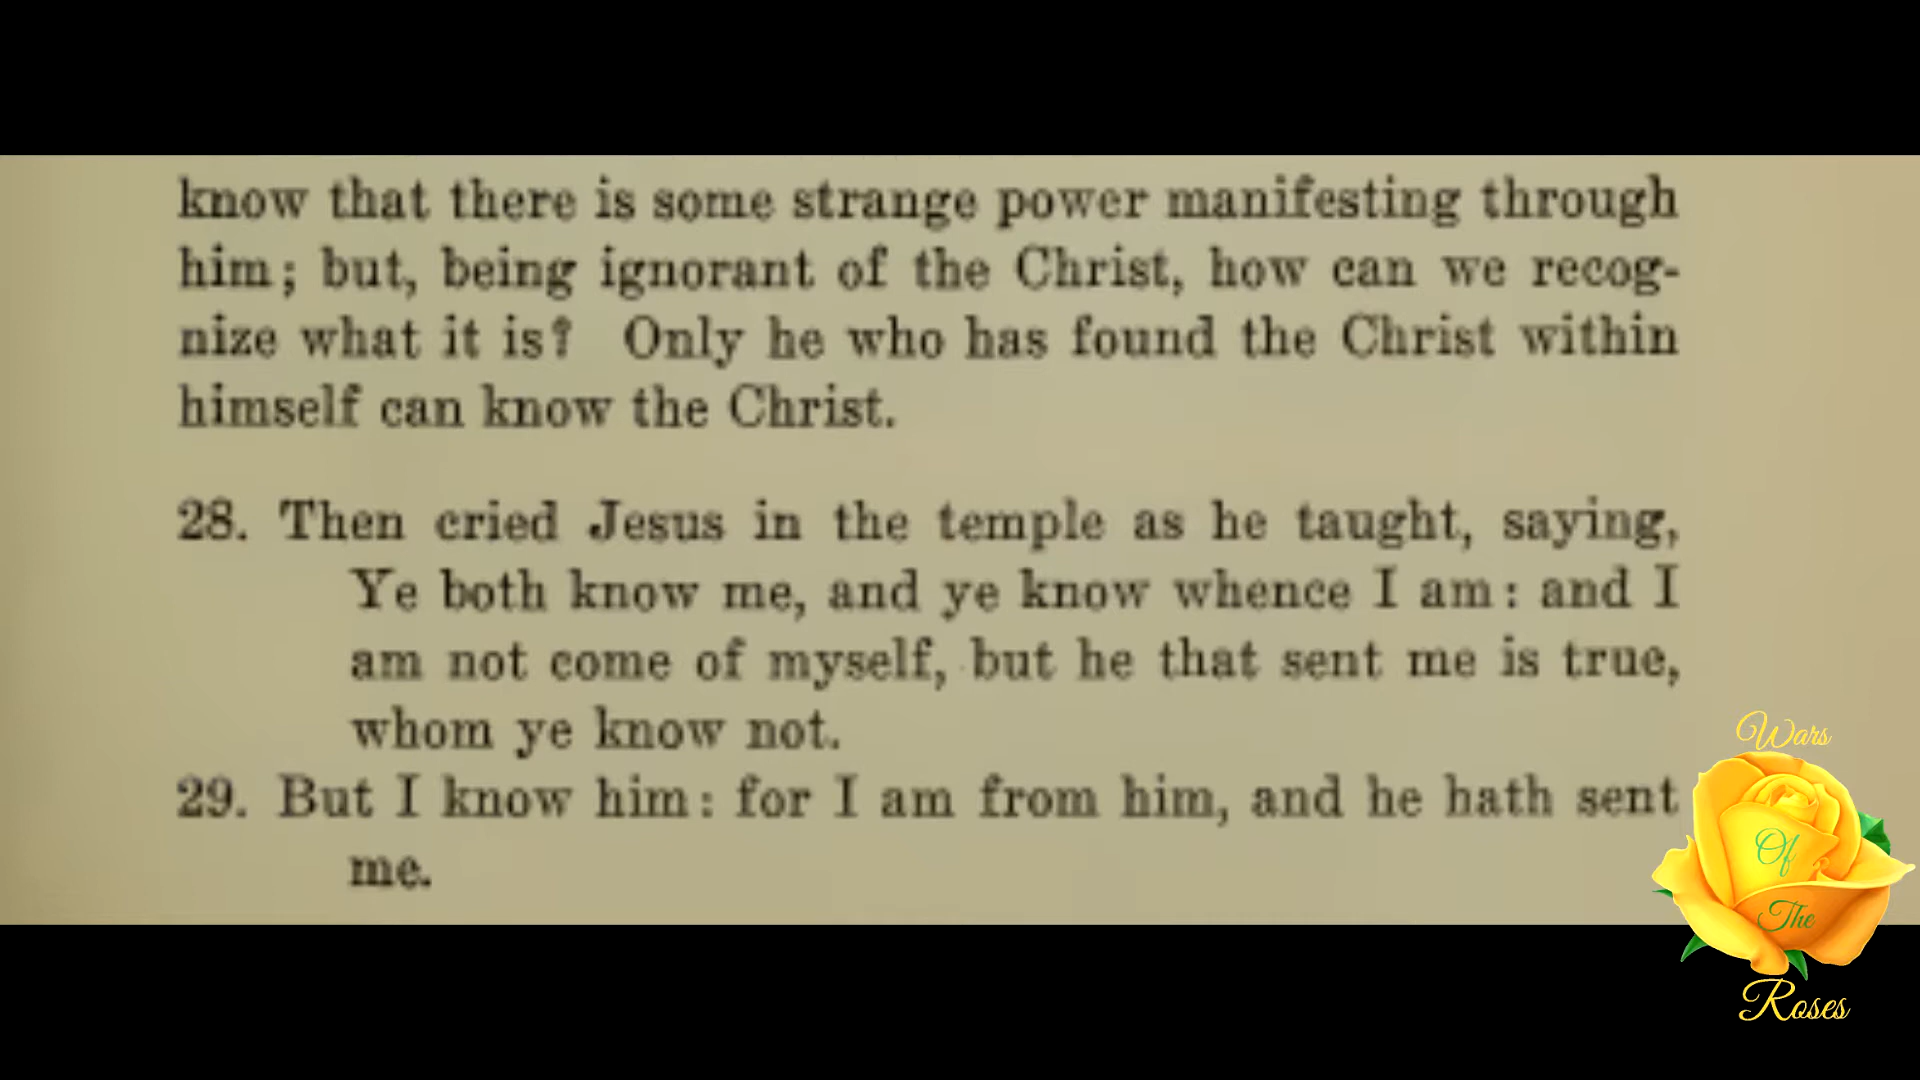 know that there is some strange power manifesting through
him; but, being ignorant of the Christ, how can we recog-
nize what it is? Only he who has found the Christ within
himself can know the Christ.
28. Then cried Jesus in the temple as he taught, saying,
Ye both know me, and ye know whence I am: and I
am not come of myself, but he that sent me is true,
whom ye know not.
29. But I know him: for I am from him, and he hath sent
me.
Wars
Of
The
Roses